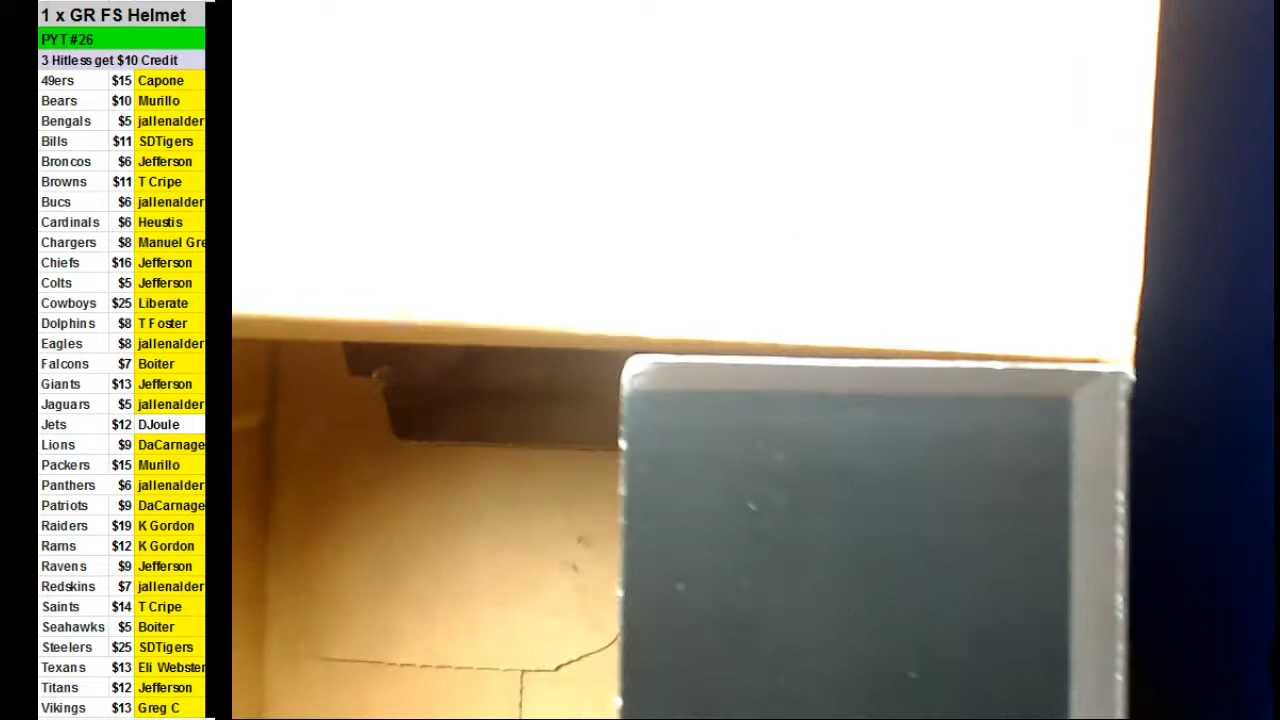 1 x GR FS Helmet
PYT #26
3 Hitless get $10 Credit
49ers $15 Capone
Bears $10 Murillo
Bengals $5 jallenalder
Bills $11 SDTigers
Broncos $6 Jefferson
Browns $11 T Cripe
Bucs $6 jallenalder
Cardinals $6 Heustis
Chargers $8 Manuel Gre
Chiefs $16 Jefferson
Colts $5 Jefferson
Cowboys $25 Liberate
Dolphins $8 T Foster
Eagles $8 jallenalder
Falcons $7 Boiter
Giants $13 Jefferson
Jaguars $5 jallenalder
Jets $12 DJoule
Lions $9 DaCarnage
Packers $15 Murillo
Panthers $6 jallenalder
Patriots $9 DaCarnage
Raiders $19 K Gordon
Rams $12 K Gordon
Ravens $9 Jefferson
Redskins $7 jallenalder
Saints $14 T Cripe
Seahawks $5 Boiter
Steelers $25 SDTigers
Texans $13 Eli Webster
Titans $12 Jefferson
Vikings $13 Greg C